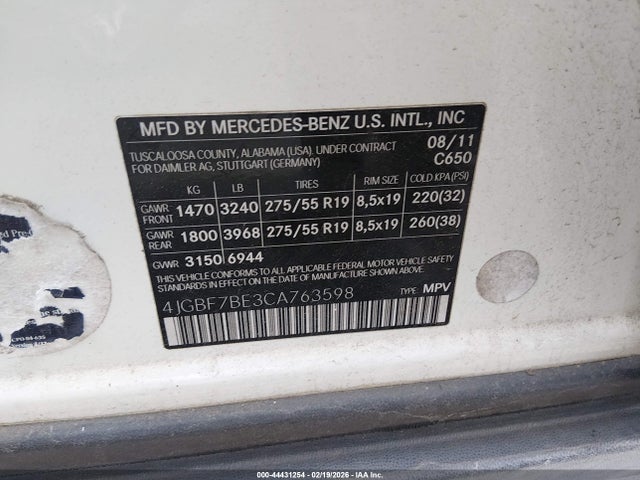 MFD BY MERCEDES-BENZ U.S. INTL., INC
TUSCALOOSA COUNTY, ALABAMA (USA). UNDER CONTRACT 08/11
FOR DAIMLER AG, STUTTGART (GERMANY) C650
KG LB TIRES RIM SIZE COLD KPA (PSI)
GAWR FRONT 1470 3240 275/55 R19 8,5x19 220(32)
GAWR REAR 1800 3968 275/55 R19 8,5x19 260(38)
GVWR 3150 6944
THIS VEHICLE CONFORMS TO ALL APPLICABLE FEDERAL MOTOR VEHICLE SAFETY
STANDARDS IN EFFECT ON THE DATE OF MANUFACTURE SHOWN ABOVE.
4JGBF7BE3CA763598 TYPE: MPV
000-44431254 - 02/19/2026 - IAA Inc.